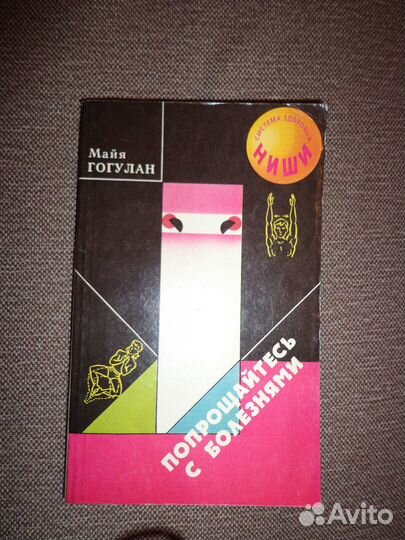 Майя
ГОГУЛАН
СИСТЕМА ЗДОРОВЬЯ
НИШИ
ПОПРОЩАЙТЕСЬ
С БОЛЕЗНЯМИ
Avito